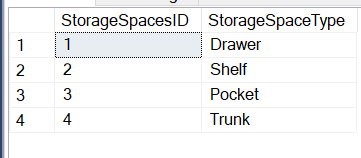 StorageSpacesID StorageSpaceType
1 1 Drawer
2 2 Shelf
3 3 Pocket
4 4 Trunk